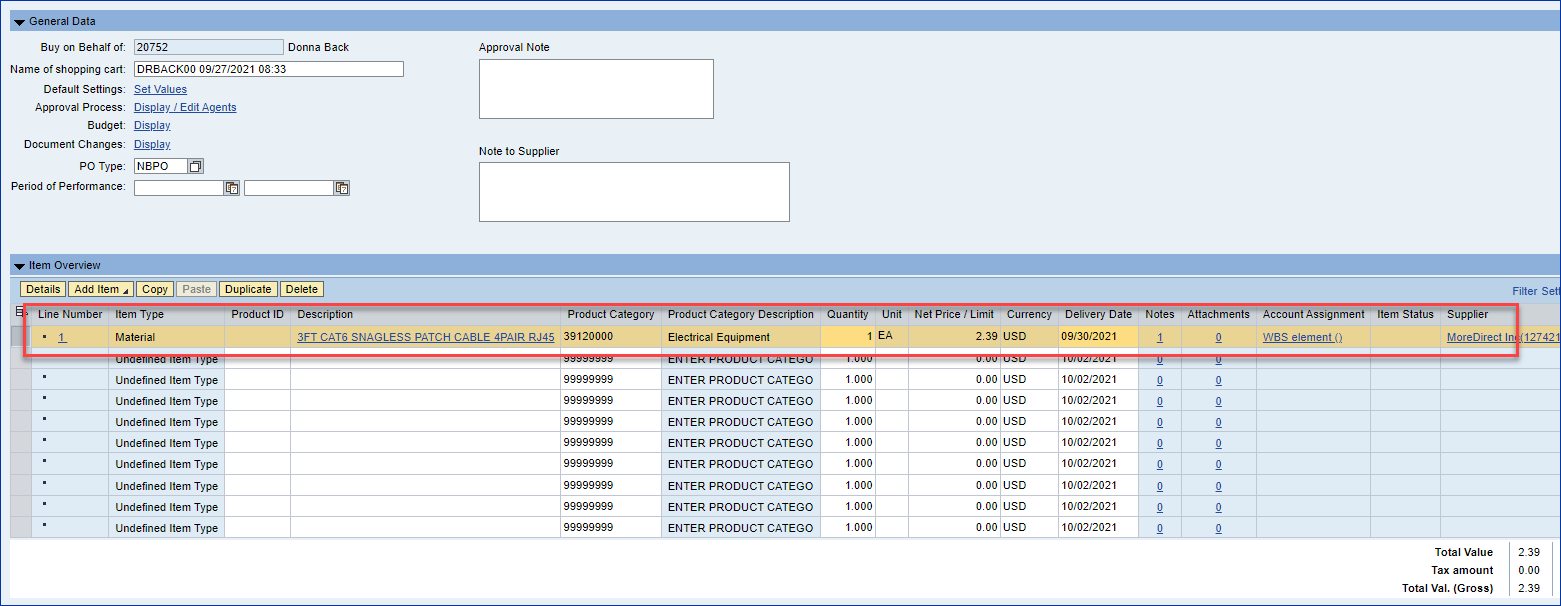 General Data
Buy on Behalf of: 20752 Donna Back
Approval Note
Name of shopping cart: DRBACK00 09/27/2021 08:33
Default Settings: Set Values
Approval Process: Display / Edit Agents
Budget: Display
Document Changes: Display
Note to Supplier
PO Type: NBPO
Period of Performance:
Item Overview
Details Add Item Copy Paste Duplicate Delete
Filter Sett
Line Number Item Type Product ID Description Product Category Product Category Description Quantity Unit Net Price / Limit Currency Delivery Date Notes Attachments Account Assignment Item Status Supplier
• 1 Material 3FT CAT6 SNAGLESS PATCH CABLE 4PAIR RJ45 39120000 Electrical Equipment 1 EA 2.39 USD 09/30/2021 1 0 WBS element () MoreDirect Inc(127421
Undefined Item Type 99999999 ENTER PRODUCT CATEGO 1.000 0.00 USD 10/02/2021 0 0
• Undefined Item Type 99999999 ENTER PRODUCT CATEGO 1.000 0.00 USD 10/02/2021 0 0
• Undefined Item Type 99999999 ENTER PRODUCT CATEGO 1.000 0.00 USD 10/02/2021 0 0
• Undefined Item Type 99999999 ENTER PRODUCT CATEGO 1.000 0.00 USD 10/02/2021 0 0
• Undefined Item Type 99999999 ENTER PRODUCT CATEGO 1.000 0.00 USD 10/02/2021 0 0
• Undefined Item Type 99999999 ENTER PRODUCT CATEGO 1.000 0.00 USD 10/02/2021 0 0
• Undefined Item Type 99999999 ENTER PRODUCT CATEGO 1.000 0.00 USD 10/02/2021 0 0
• Undefined Item Type 99999999 ENTER PRODUCT CATEGO 1.000 0.00 USD 10/02/2021 0 0
• Undefined Item Type 99999999 ENTER PRODUCT CATEGO 1.000 0.00 USD 10/02/2021 0 0
Total Value 2.39
Tax amount 0.00
Total Val. (Gross) 2.39